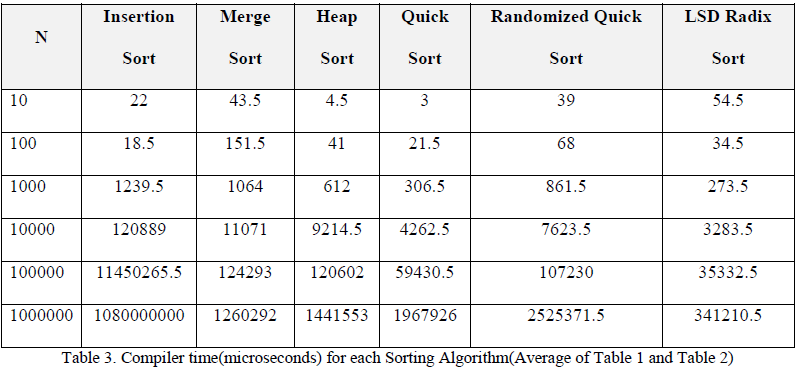 N Insertion Sort Merge Sort Heap Sort Quick Sort Randomized Quick Sort LSD Radix Sort
10 22 43.5 4.5 3 39 54.5
100 18.5 151.5 41 21.5 68 34.5
1000 1239.5 1064 612 306.5 861.5 273.5
10000 120889 11071 9214.5 4262.5 7623.5 3283.5
100000 11450265.5 124293 120602 59430.5 107230 35332.5
1000000 1080000000 1260292 1441553 1967926 2525371.5 341210.5
Table 3. Compiler time(microseconds) for each Sorting Algorithm(Average of Table 1 and Table 2)